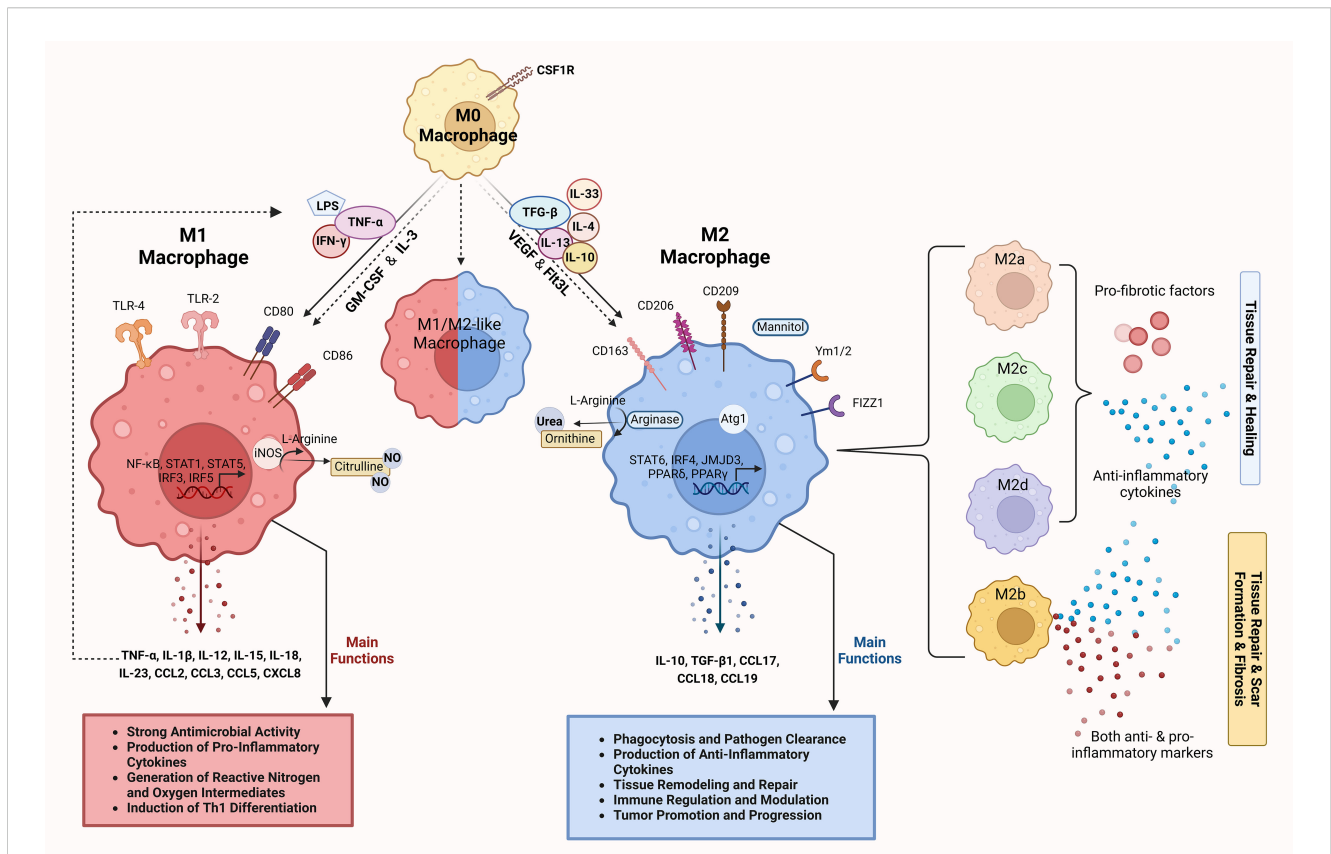 CSF1R
M0
Macrophage
LPS
TNF-α
IFN-γ
GM-CSF & IL-3
IL-33
TFG-β
IL-4
IL-13
IL-10
VEGF & Flt3L
M1
Macrophage
TLR-4
TLR-2
CD80
CD86
NF-κB, STAT1, STAT5,
IRF3, IRF5
iNOS
L-Arginine
Citrulline
NO
NO
M1/M2-like
Macrophage
M2
Macrophage
CD163
CD206
CD209
Mannitol
Ym1/2
FIZZ1
L-Arginine
Urea
Arginase
Ornithine
Atg1
STAT6, IRF4, JMJD3,
PPARδ, PPARγ
TNF-α, IL-1β, IL-12, IL-15, IL-18,
IL-23, CCL2, CCL3, CCL5, CXCL8
Main
Functions
• Strong Antimicrobial Activity
• Production of Pro-Inflammatory
Cytokines
• Generation of Reactive Nitrogen
and Oxygen Intermediates
• Induction of Th1 Differentiation
IL-10, TGF-β1, CCL17,
CCL18, CCL19
Main
Functions
• Phagocytosis and Pathogen Clearance
• Production of Anti-Inflammatory
Cytokines
• Tissue Remodeling and Repair
• Immune Regulation and Modulation
• Tumor Promotion and Progression
M2a
M2c
M2d
M2b
Pro-fibrotic factors
Anti-inflammatory
cytokines
Both anti- & pro-
inflammatory markers
Tissue Repair & Healing
Tissue Repair & Scar
Formation & Fibrosis